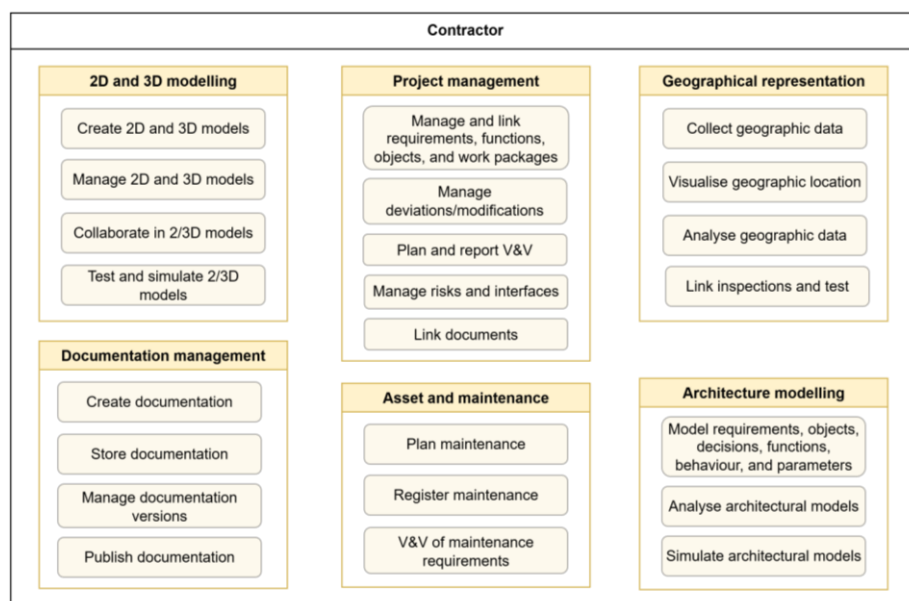 Contractor
2D and 3D modelling
Create 2D and 3D models
Manage 2D and 3D models
Collaborate in 2/3D models
Test and simulate 2/3D
models
Project management
Manage and link
requirements, functions,
objects, and work packages
Manage
deviations/modifications
Plan and report V&V
Manage risks and interfaces
Link documents
Geographical representation
Collect geographic data
Visualise geographic location
Analyse geographic data
Link inspections and test
Documentation management
Create documentation
Store documentation
Manage documentation
versions
Publish documentation
Asset and maintenance
Plan maintenance
Register maintenance
V&V of maintenance
requirements
Architecture modelling
Model requirements, objects,
decisions, functions,
behaviour, and parameters
Analyse architectural models
Simulate architectural models